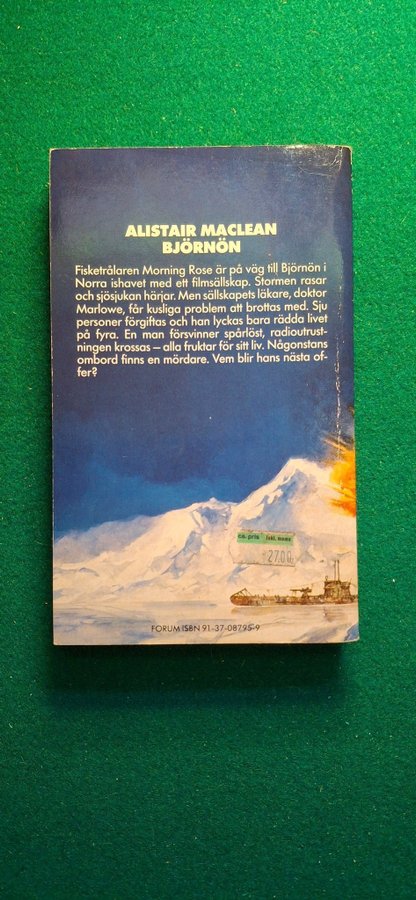 ALISTAIR MACLEAN
BJÖRNÖN
Fisketrålaren Morning Rose är på väg till Björnön i
Norra ishavet med ett filmsällskap. Stormen rasar
och sjösjukan härjar. Men sällskapets läkare, doktor
Marlowe, får kusliga problem att brottas med. Sju
personer förgiftas och han lyckas bara rädda livet
på fyra. En man försvinner spårlöst, radioutrust-
ningen krossas – alla fruktar för sitt liv. Någonstans
ombord finns en mördare. Vem blir hans nästa of-
fer?
ca. pris inkl. moms
27.00
FORUM ISBN 91-37-08795-9